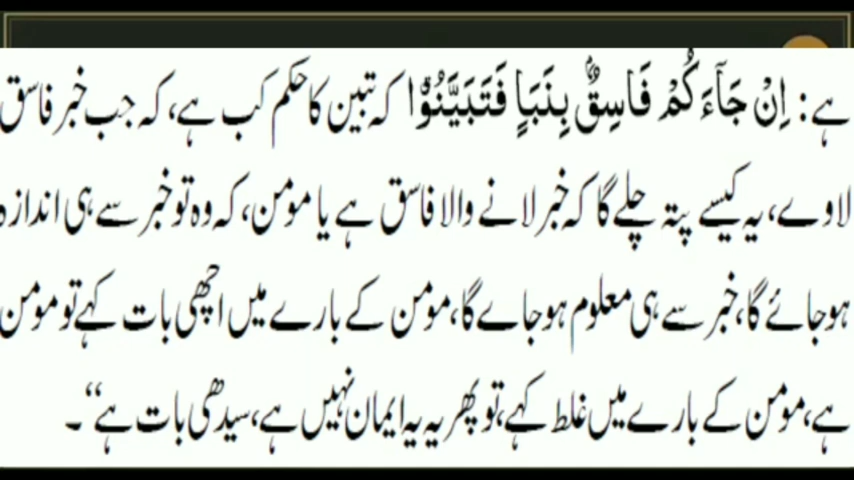 ہے: اِنْ جَآءَكُمْ فَاسِقٌۢ بِنَبَاٍ فَتَبَيَّنُوْٓا کہ تبین کا حکم کب ہے، کہ جب خبر فاسق
لاوے، یہ کیسے پتہ چلے گا کہ خبر لانے والا فاسق ہے یا مومن، کہ وہ تو خبر سے ہی اندازہ
ہوجائے گا، خبر سے ہی معلوم ہوجاے گا، مومن کے بارے میں اچھی بات کہے تو مومن
ہے، مومن کے بارے میں غلط کہے، تو پھر یہ یہ ایمان نہیں ہے، سیدھی بات ہے“۔